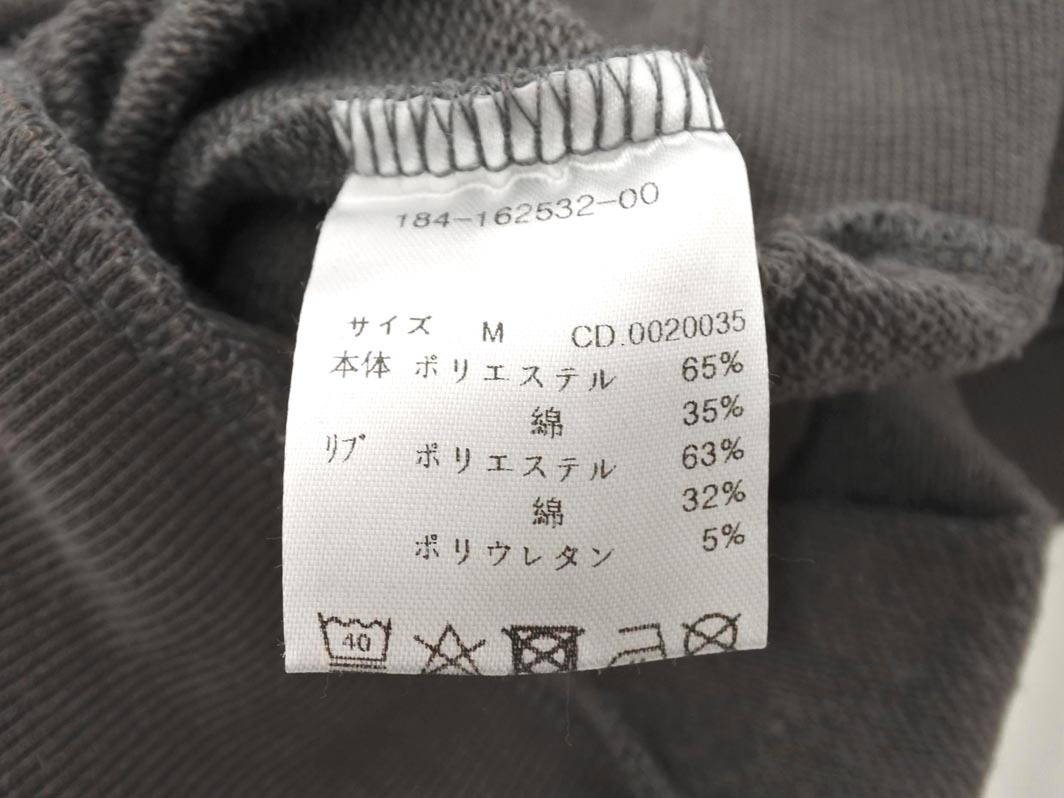 184-162532-00
サイズ M CD.0020035
本体 ポリエステル 65%
綿 35%
リブ ポリエステル 63%
綿 32%
ポリウレタン 5%
40